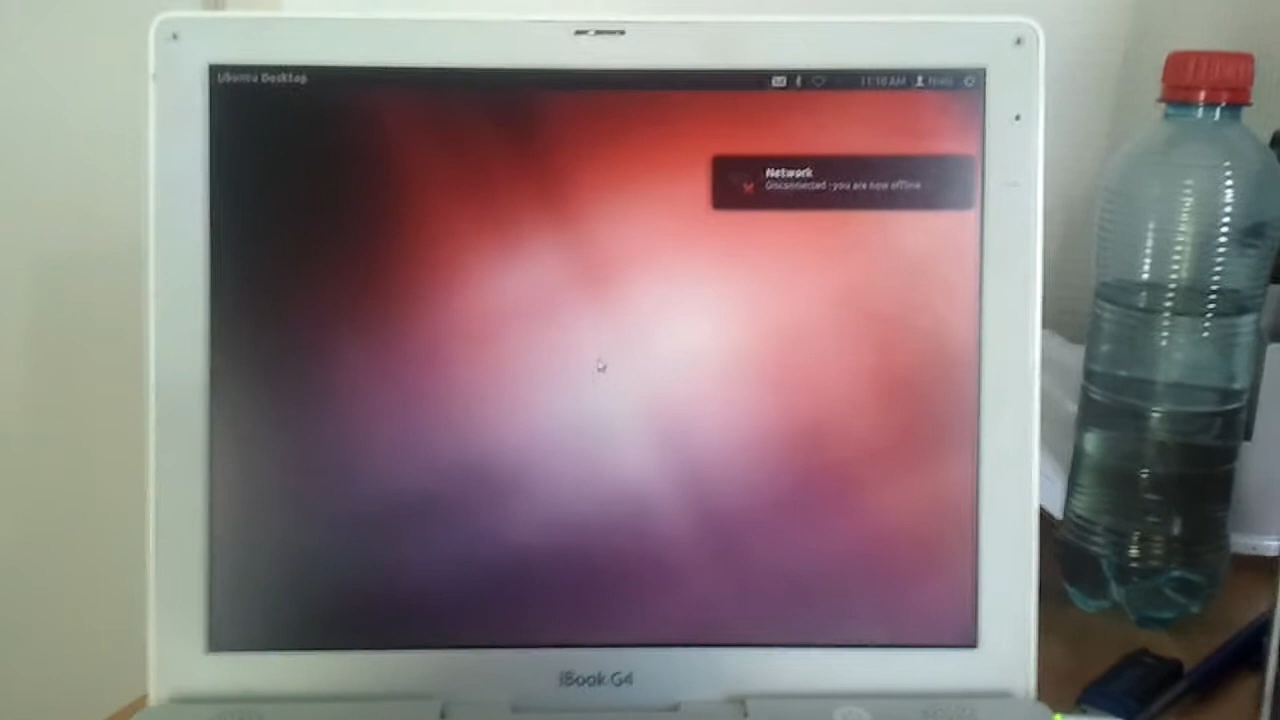 Ubuntu Desktop
11:10 AM
Network
Disconnected - you are now offline
iBook G4